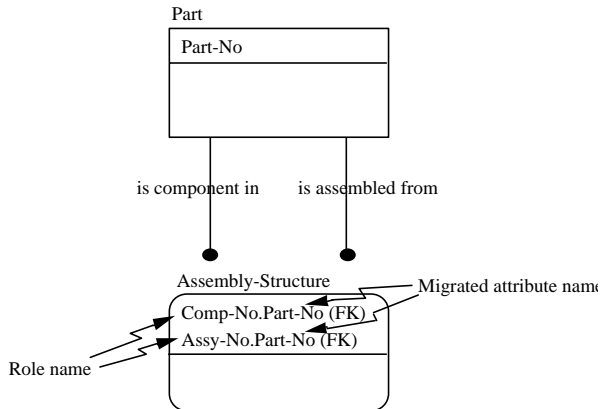 Part
Part-No
is component in
is assembled from
Assembly-Structure
Migrated attribute name
Comp-No.Part-No (FK)
Assy-No.Part-No (FK)
Role name